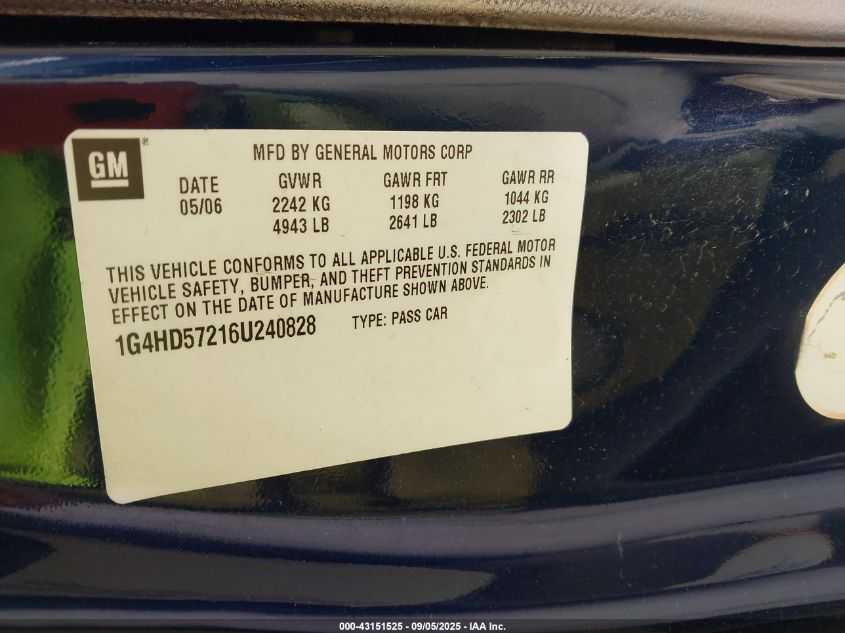 GM®
MFD BY GENERAL MOTORS CORP
DATE GVWR GAWR FRT GAWR RR
05/06 2242 KG 1198 KG 1044 KG
4943 LB 2641 LB 2302 LB
THIS VEHICLE CONFORMS TO ALL APPLICABLE U.S. FEDERAL MOTOR
VEHICLE SAFETY, BUMPER, AND THEFT PREVENTION STANDARDS IN
EFFECT ON THE DATE OF MANUFACTURE SHOWN ABOVE.
1G4HD57216U240828 TYPE: PASS CAR
000-43151525 - 09/05/2025 - IAA Inc.